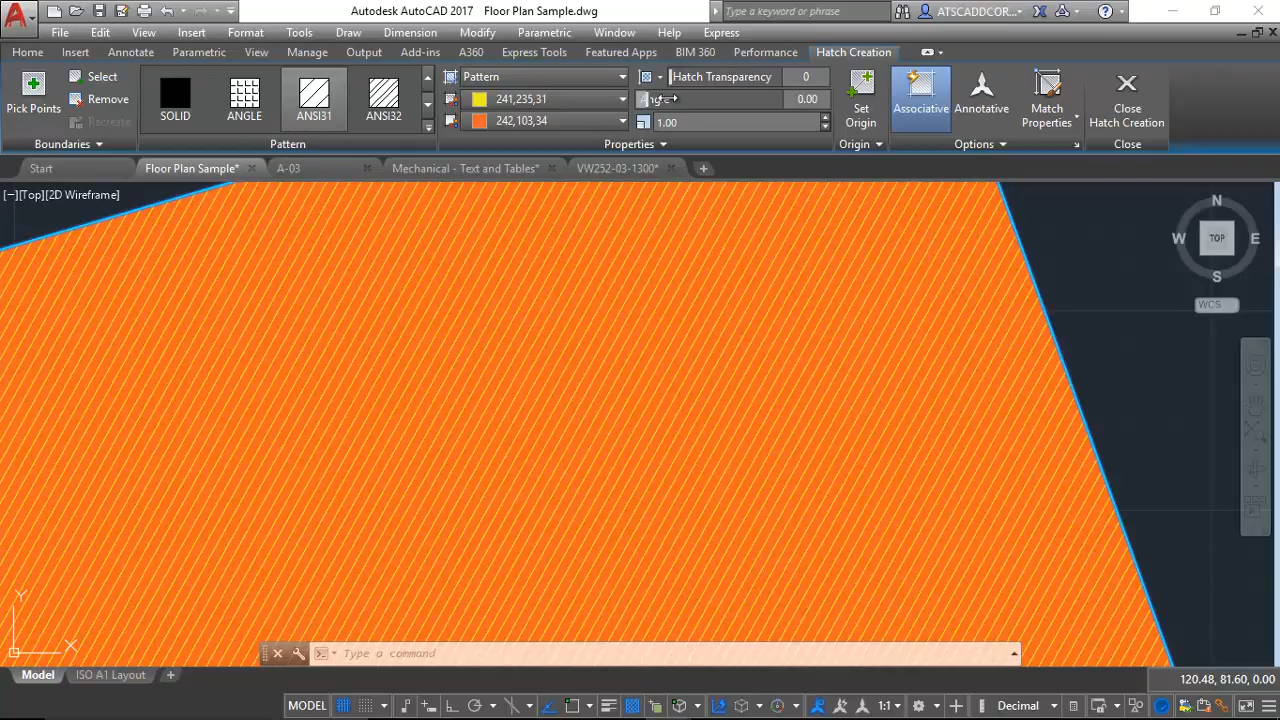 Autodesk AutoCAD 2017 Floor Plan Sample.dwg
Type a keyword or phrase
ATSCADDCOR...
File Edit View Insert Format Tools Draw Dimension Modify Parametric Window Help Express
Home Insert Annotate Parametric View Manage Output Add-ins A360 Express Tools Featured Apps BIM 360 Performance Hatch Creation
Pick Points
Select
Remove
Recreate
Boundaries
SOLID
ANGLE
ANSI31
ANSI32
Pattern
Pattern
241,235,31
242,103,34
Hatch Transparency 0
Angle 0.00
1.00
Properties
Set
Origin
Origin
Associative
Annotative
Match
Properties
Options
Close
Hatch Creation
Close
Start Floor Plan Sample* A-03 Mechanical - Text and Tables* VW252-03-1300*
[−][Top][2D Wireframe]
N
W TOP E
S
WCS
Y
X
Type a command
Model ISO A1 Layout
120.48, 81.60, 0.00
MODEL 1:1 Decimal